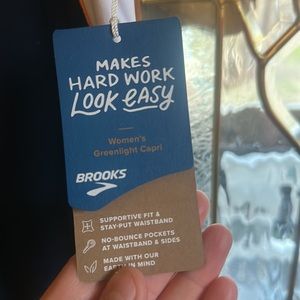 MAKES
HARD WORK
LOOK EASY
Women's
Greenlight Capri
BROOKS
SUPPORTIVE FIT &
STAY-PUT WAISTBAND
NO-BOUNCE POCKETS
AT WAISTBAND & SIDES
MADE WITH OUR
EARTH IN MIND